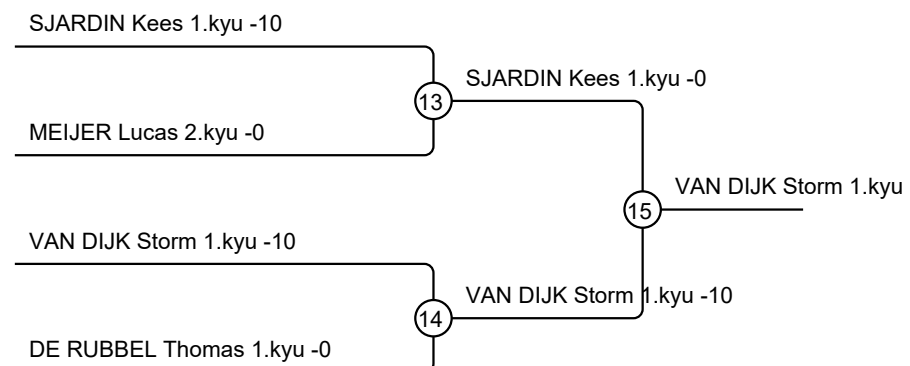 SJARDIN Kees 1.kyu -10
SJARDIN Kees 1.kyu -0
13
MEIJER Lucas 2.kyu -0
VAN DIJK Storm 1.kyu
15
VAN DIJK Storm 1.kyu -10
VAN DIJK Storm 1.kyu -10
14
DE RUBBEL Thomas 1.kyu -0